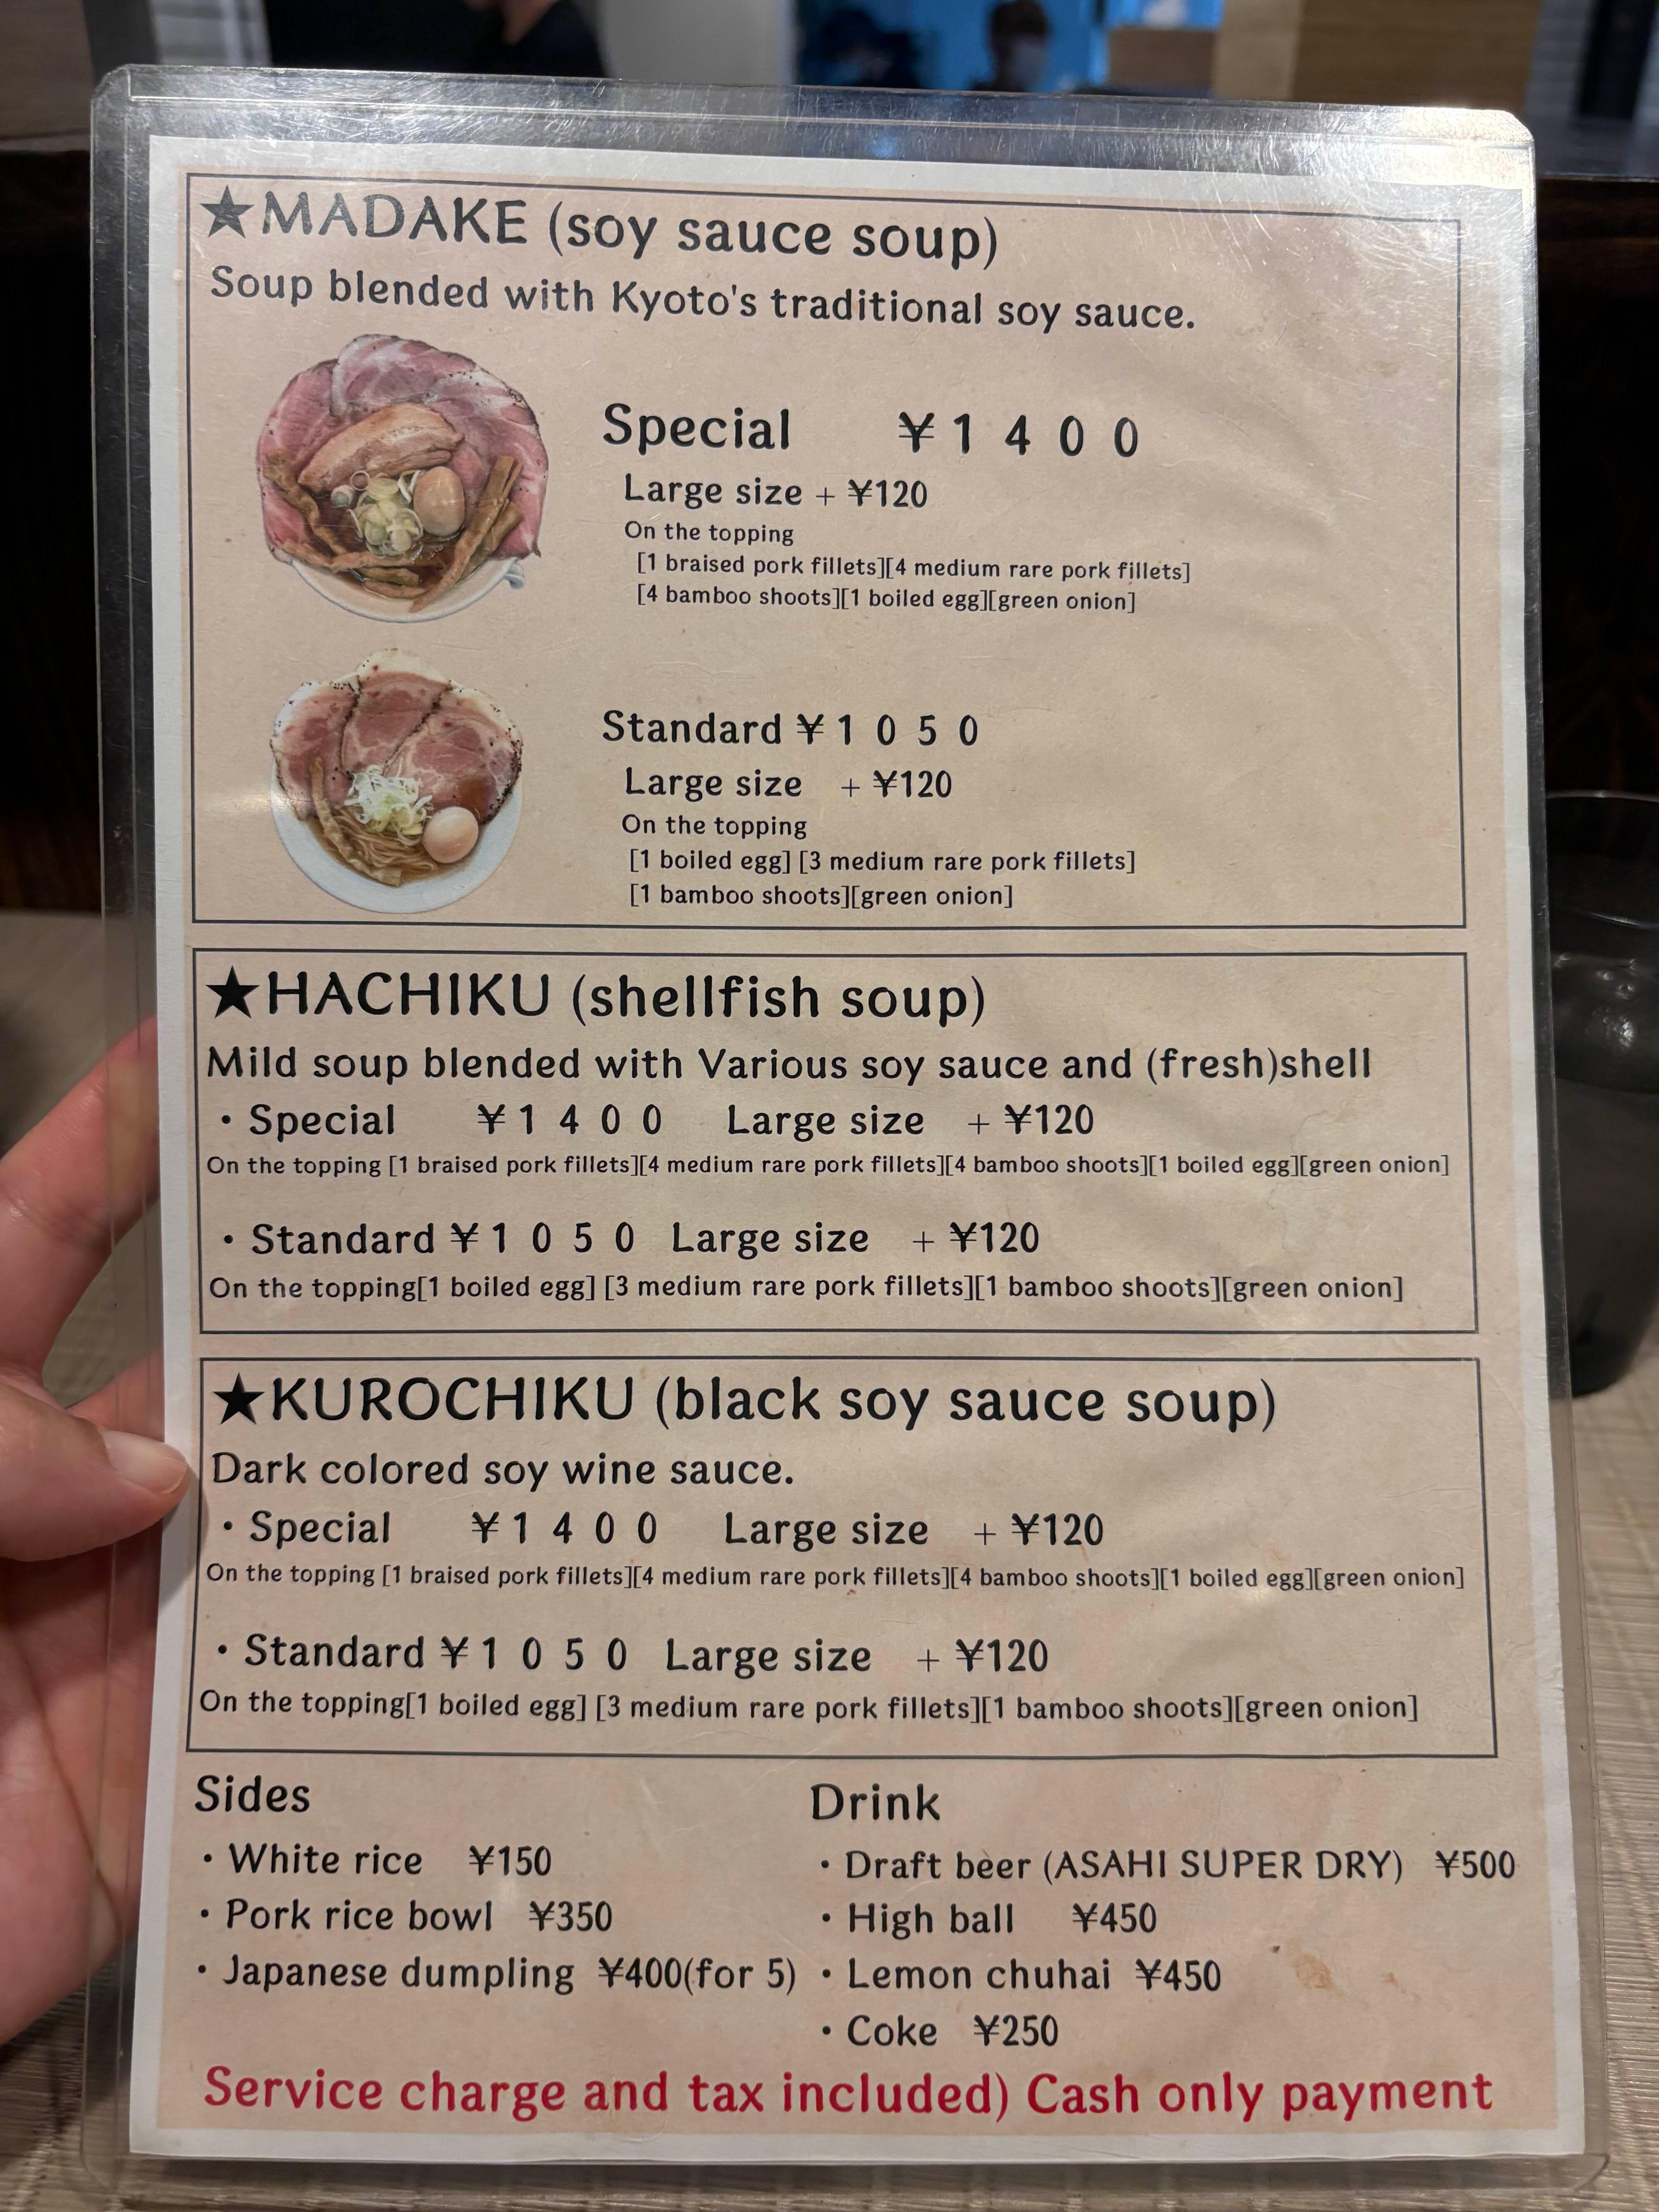 ★MADAKE (soy sauce soup)
Soup blended with Kyoto's traditional soy sauce.
Special ¥1400
Large size + ¥120
On the topping
[1 braised pork fillets][4 medium rare pork fillets]
[4 bamboo shoots][1 boiled egg][green onion]
Standard ¥1050
Large size + ¥120
On the topping
[1 boiled egg] [3 medium rare pork fillets]
[1 bamboo shoots][green onion]
★HACHIKU (shellfish soup)
Mild soup blended with Various soy sauce and (fresh)shell
・Special ¥1400 Large size + ¥120
On the topping [1 braised pork fillets][4 medium rare pork fillets][4 bamboo shoots][1 boiled egg][green onion]
・Standard ¥1050 Large size + ¥120
On the topping[1 boiled egg] [3 medium rare pork fillets][1 bamboo shoots][green onion]
★KUROCHIKU (black soy sauce soup)
Dark colored soy wine sauce.
・Special ¥1400 Large size + ¥120
On the topping [1 braised pork fillets][4 medium rare pork fillets][4 bamboo shoots][1 boiled egg][green onion]
・Standard ¥1050 Large size + ¥120
On the topping[1 boiled egg] [3 medium rare pork fillets][1 bamboo shoots][green onion]
Sides
・White rice ¥150
・Pork rice bowl ¥350
・Japanese dumpling ¥400(for 5)
Drink
・Draft beer (ASAHI SUPER DRY) ¥500
・High ball ¥450
・Lemon chuhai ¥450
・Coke ¥250
Service charge and tax included) Cash only payment